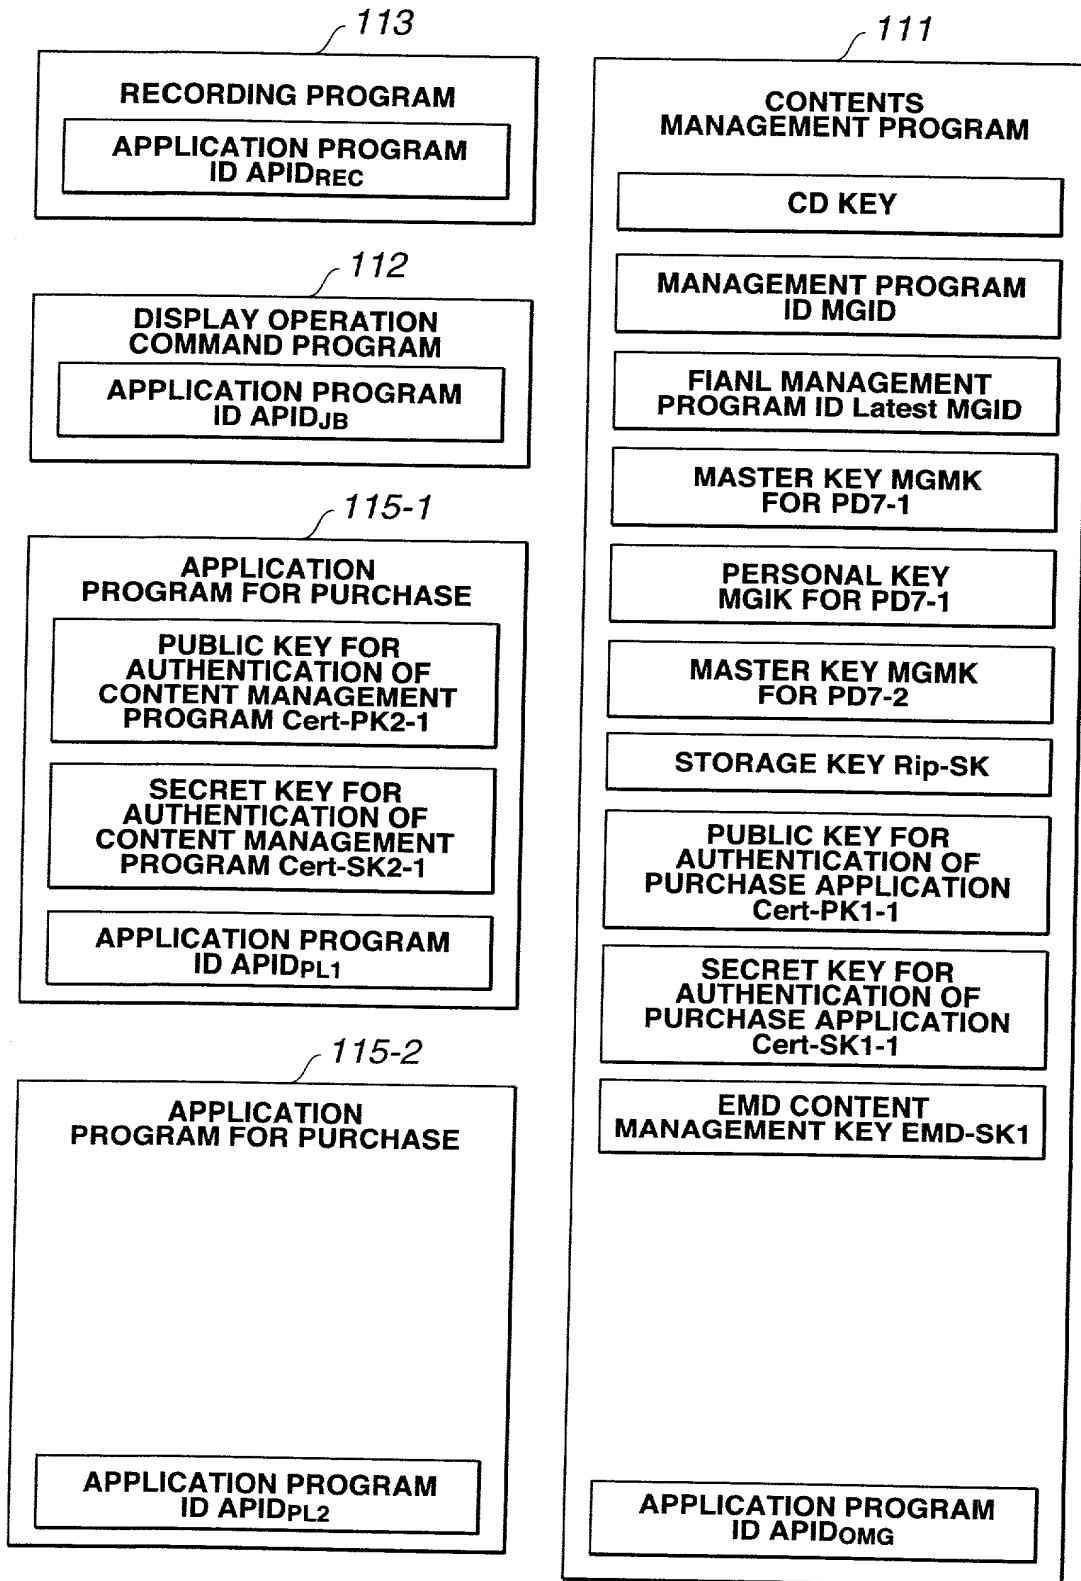 113
RECORDING PROGRAM
APPLICATION PROGRAM
ID APIDREC
112
DISPLAY OPERATION
COMMAND PROGRAM
APPLICATION PROGRAM
ID APIDJB
115-1
APPLICATION
PROGRAM FOR PURCHASE
PUBLIC KEY FOR
AUTHENTICATION OF
CONTENT MANAGEMENT
PROGRAM Cert-PK2-1
SECRET KEY FOR
AUTHENTICATION OF
CONTENT MANAGEMENT
PROGRAM Cert-SK2-1
APPLICATION PROGRAM
ID APIDPL1
115-2
APPLICATION
PROGRAM FOR PURCHASE
APPLICATION PROGRAM
ID APIDPL2
111
CONTENTS
MANAGEMENT PROGRAM
CD KEY
MANAGEMENT PROGRAM
ID MGID
FIANL MANAGEMENT
PROGRAM ID Latest MGID
MASTER KEY MGMK
FOR PD7-1
PERSONAL KEY
MGIK FOR PD7-1
MASTER KEY MGMK
FOR PD7-2
STORAGE KEY Rip-SK
PUBLIC KEY FOR
AUTHENTICATION OF
PURCHASE APPLICATION
Cert-PK1-1
SECRET KEY FOR
AUTHENTICATION OF
PURCHASE APPLICATION
Cert-SK1-1
EMD CONTENT
MANAGEMENT KEY EMD-SK1
APPLICATION PROGRAM
ID APIDOMG